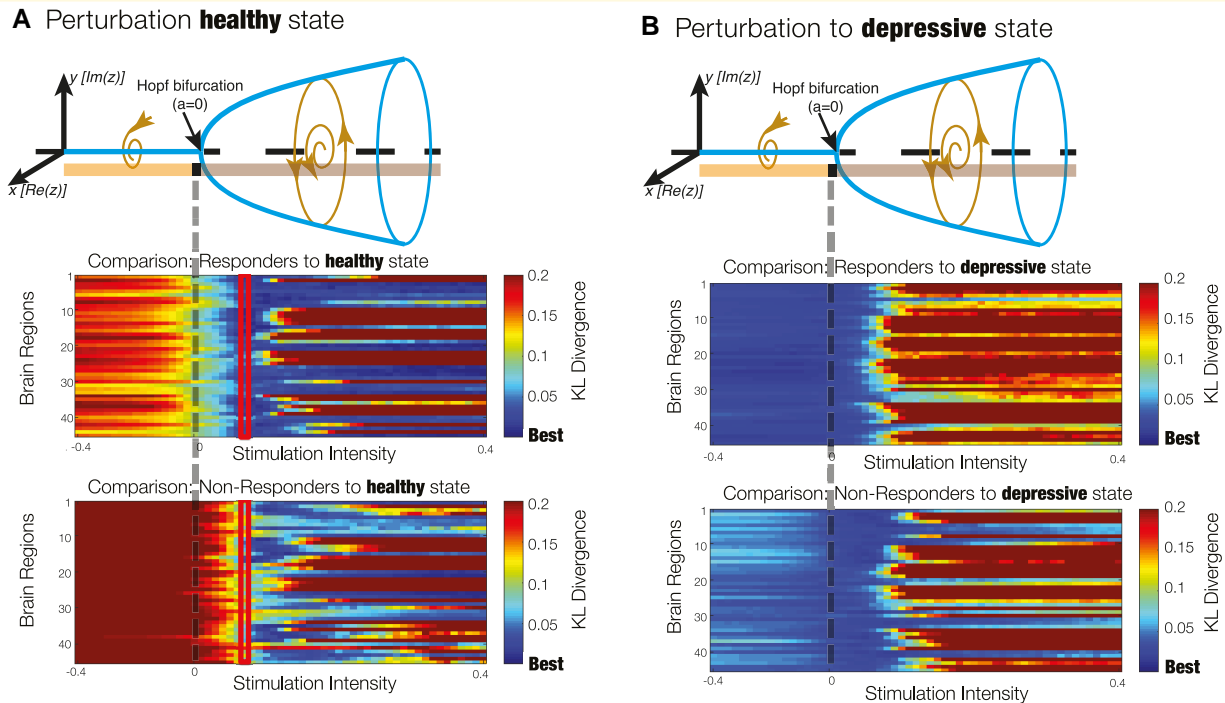 A Perturbation healthy state
y [Im(z)]
Hopf bifurcation
(a=0)
x [Re(z)]
Comparison: Responders to healthy state
1
10
20
30
40
Brain Regions
-0.4
0
0.4
Stimulation Intensity
0.2
0.15
0.1
0.05
Best
KL Divergence
Comparison: Non-Responders to healthy state
1
10
20
30
40
Brain Regions
-0.4
0
0.4
Stimulation Intensity
0.2
0.15
0.1
0.05
Best
KL Divergence
B Perturbation to depressive state
y [Im(z)]
Hopf bifurcation
(a=0)
x [Re(z)]
Comparison: Responders to depressive state
1
10
20
30
40
Brain Regions
-0.4
0
0.4
Stimulation Intensity
0.2
0.15
0.1
0.05
Best
KL Divergence
Comparison: Non-Responders to depressive state
1
10
20
30
40
Brain Regions
-0.4
0
0.4
Stimulation Intensity
0.2
0.15
0.1
0.05
Best
KL Divergence